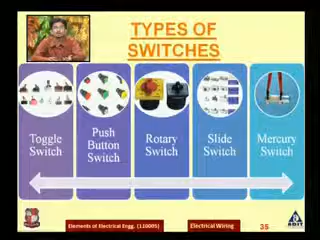 TYPES OF
SWITCHES
Toggle
Switch
Push
Button
Switch
Rotary
Switch
Slide
Switch
Mercury
Switch
Elements of Electrical Engg. (110005)
Electrical Wiring
35